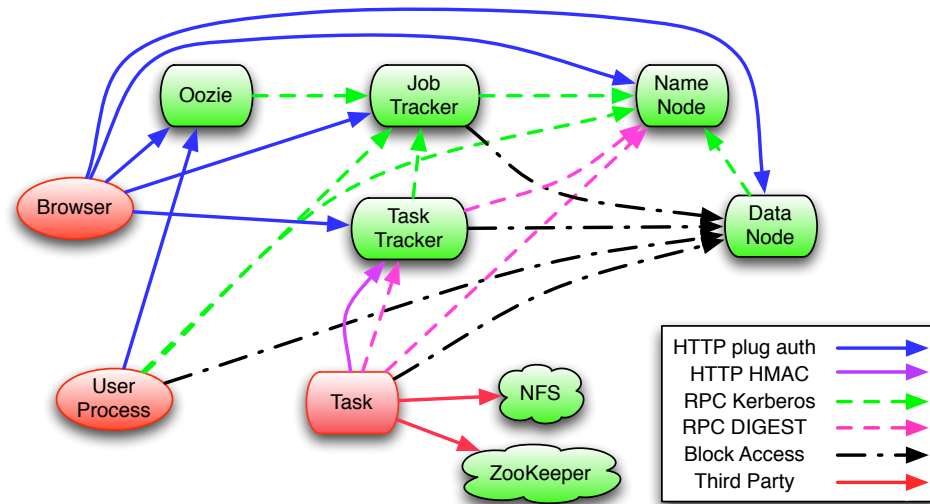 Oozie
Job
Tracker
Name
Node
Browser
Task
Tracker
Data
Node
User
Process
Task
NFS
ZooKeeper
HTTP plug auth
HTTP HMAC
RPC Kerberos
RPC DIGEST
Block Access
Third Party